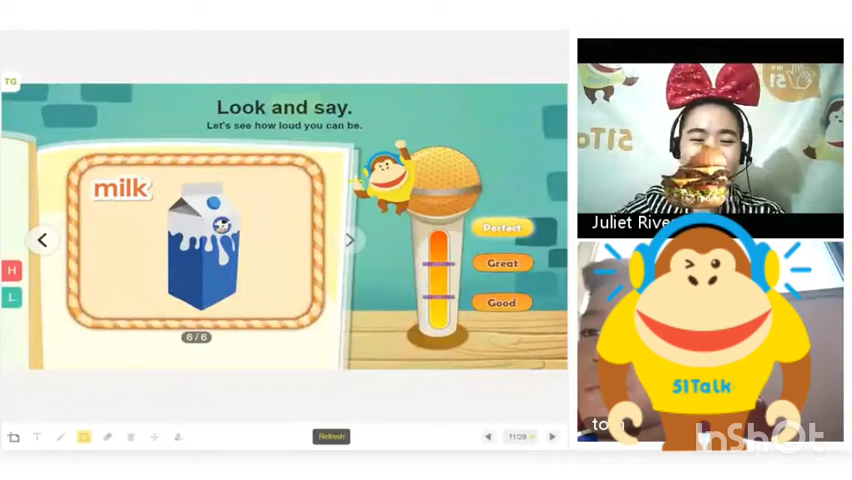 TG
Look and say.
Let's see how loud you can be.
milk
Perfect
Great
Good
H
L
6 / 6
T
Refresh
11/28
51Talk
Juliet Rive
51Talk
to
InShOt